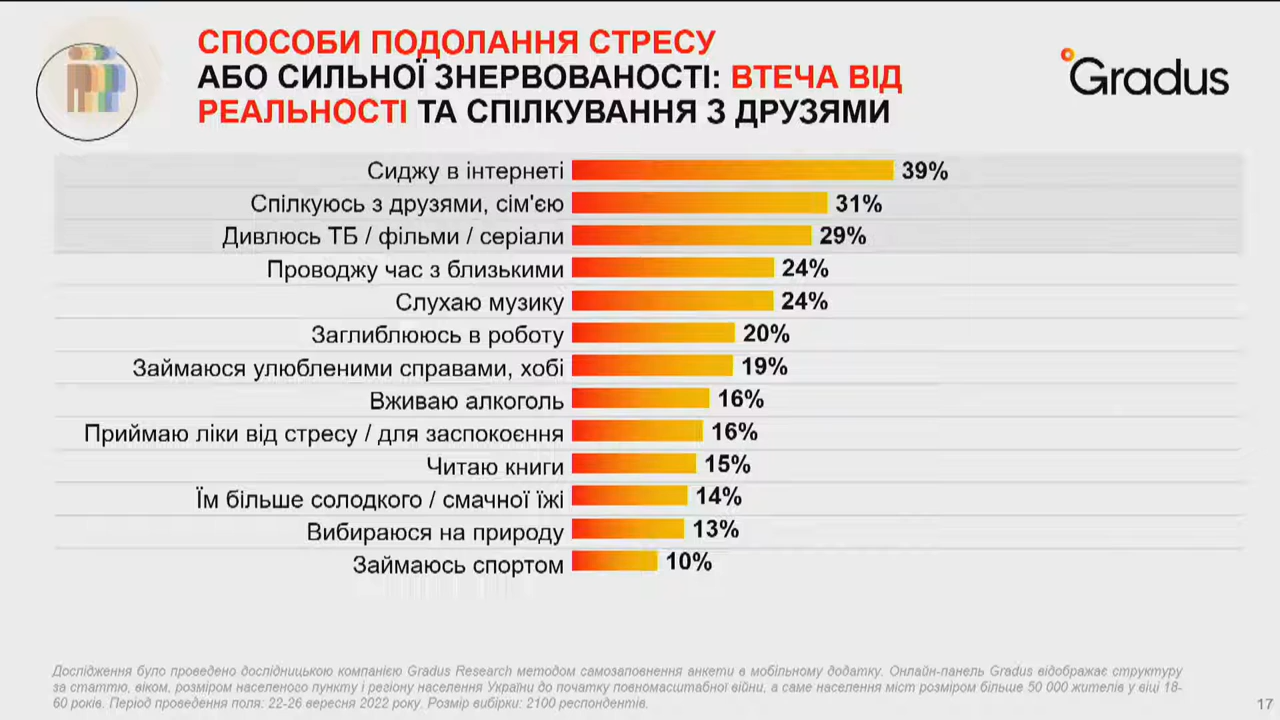 СПОСОБИ ПОДОЛАННЯ СТРЕСУ
АБО СИЛЬНОЇ ЗНЕРВОВАНОСТІ: ВТЕЧА ВІД
РЕАЛЬНОСТІ ТА СПІЛКУВАННЯ З ДРУЗЯМИ
Gradus
Сиджу в інтернеті 39%
Спілкуюсь з друзями, сім'єю 31%
Дивлюсь ТБ / фільми / серіали 29%
Проводжу час з близькими 24%
Слухаю музику 24%
Заглиблююсь в роботу 20%
Займаюся улюбленими справами, хобі 19%
Вживаю алкоголь 16%
Приймаю ліки від стресу / для заспокоєння 16%
Читаю книги 15%
Їм більше солодкого / смачної їжі 14%
Вибираюся на природу 13%
Займаюсь спортом 10%
Дослідження було проведено дослідницькою компанією Gradus Research методом самозаповнення анкети в мобільному додатку. Онлайн-панель Gradus відображає структуру
за статтю, віком, розміром населеного пункту і регіону населення України до початку повномасштабної війни, а саме населення міст розміром більше 50 000 жителів у віці 18-
60 років. Період проведення поля: 22-26 вересня 2022 року. Розмір вибірки: 2100 респондентів.
17